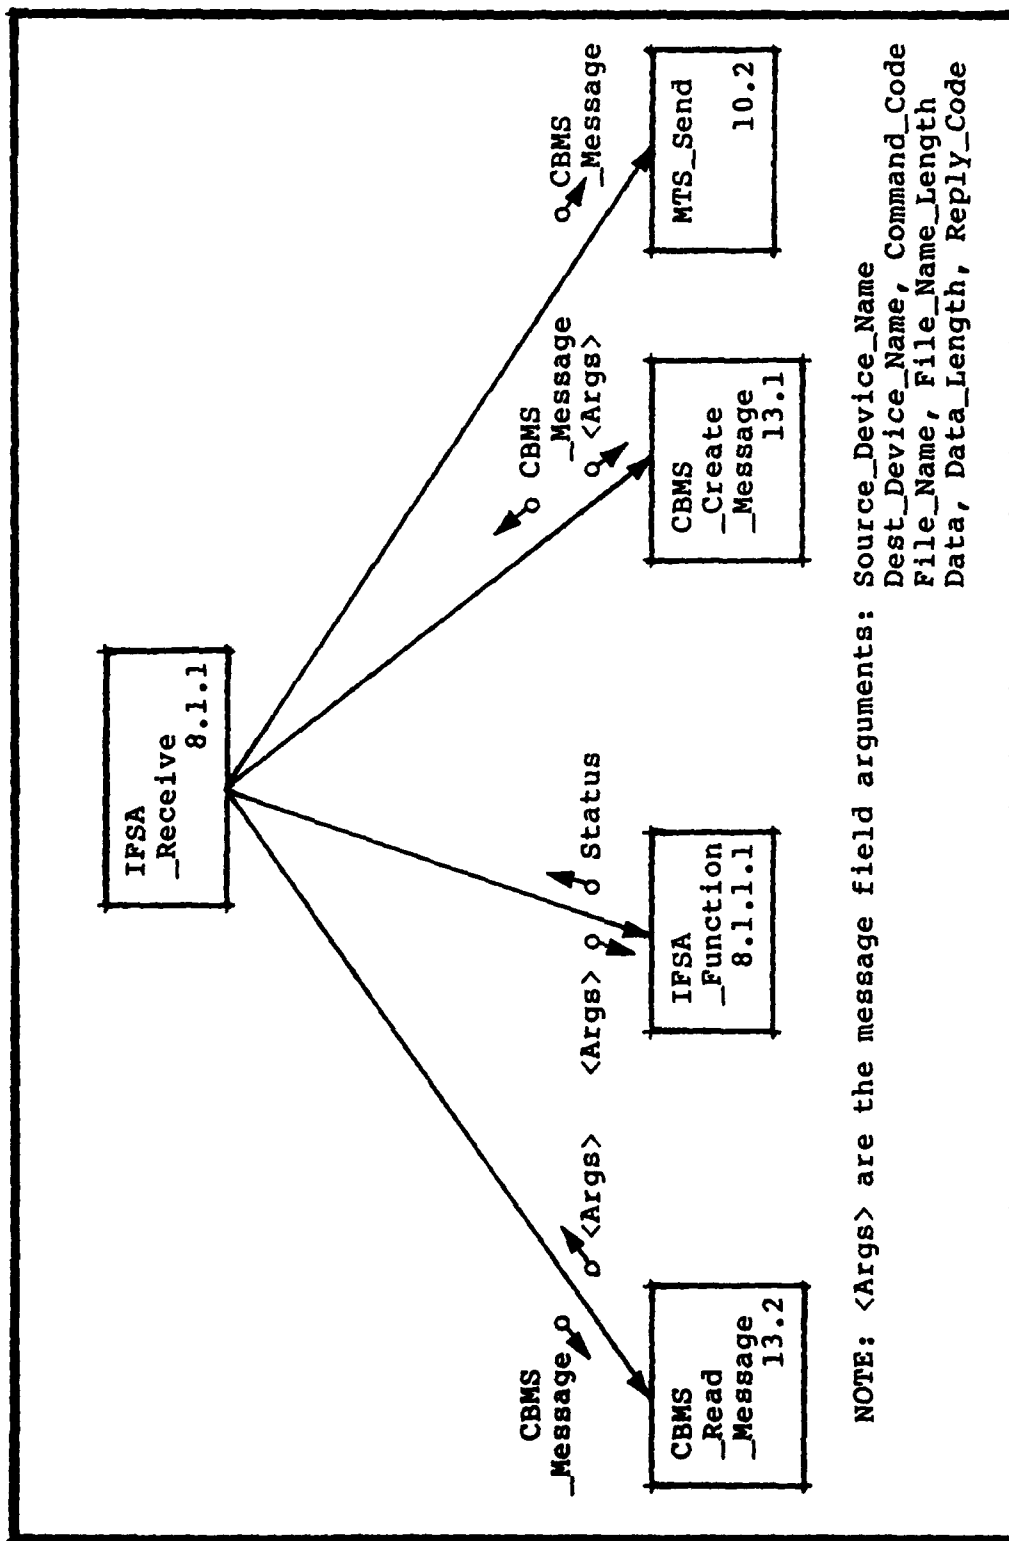 IFSA
_Receive
8.1.1
CBMS
_Message
<Args>
<Args>
Status
CBMS
_Message
<Args>
CBMS
_Message
CBMS
_Read
_Message
13.2
IFSA
_Function
8.1.1.1
CBMS
_Create
_Message
13.1
MTS_Send
10.2
NOTE: <Args> are the message field arguments: Source_Device_Name
Dest_Device_Name, Command_Code
File_Name, File_Name_Length
Data, Data_Length, Reply_Code